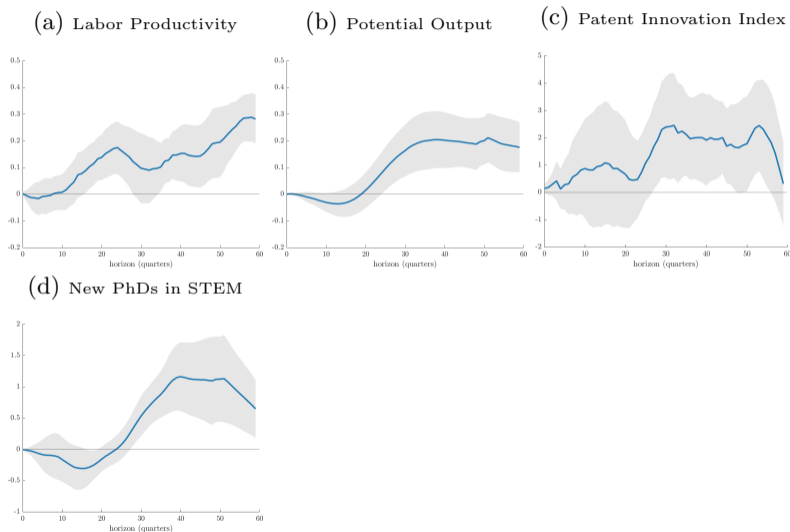 (a) Labor Productivity
(b) Potential Output
(c) Patent Innovation Index
0.5
0.4
0.3
0.2
0.1
0
-0.1
-0.2
0 10 20 30 40 50 60
horizon (quarters)
0.5
0.4
0.3
0.2
0.1
0
-0.1
-0.2
0 10 20 30 40 50 60
horizon (quarters)
5
4
3
2
1
0
-1
-2
0 10 20 30 40 50 60
horizon (quarters)
(d) New PhDs in STEM
2
1.5
1
0.5
0
-0.5
-1
0 10 20 30 40 50 60
horizon (quarters)